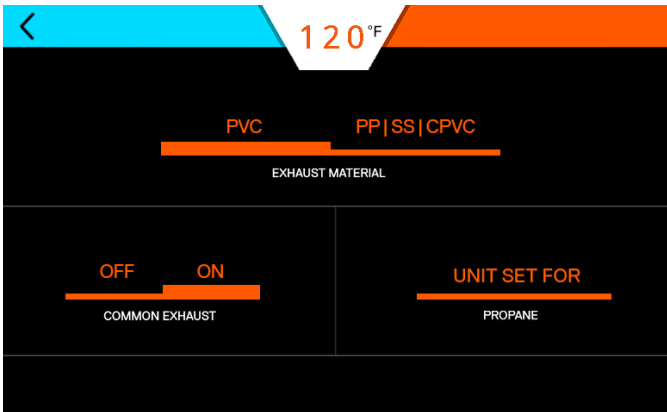 120°F
PVC PP|SS|CPVC
EXHAUST MATERIAL
OFF ON
COMMON EXHAUST
UNIT SET FOR
PROPANE